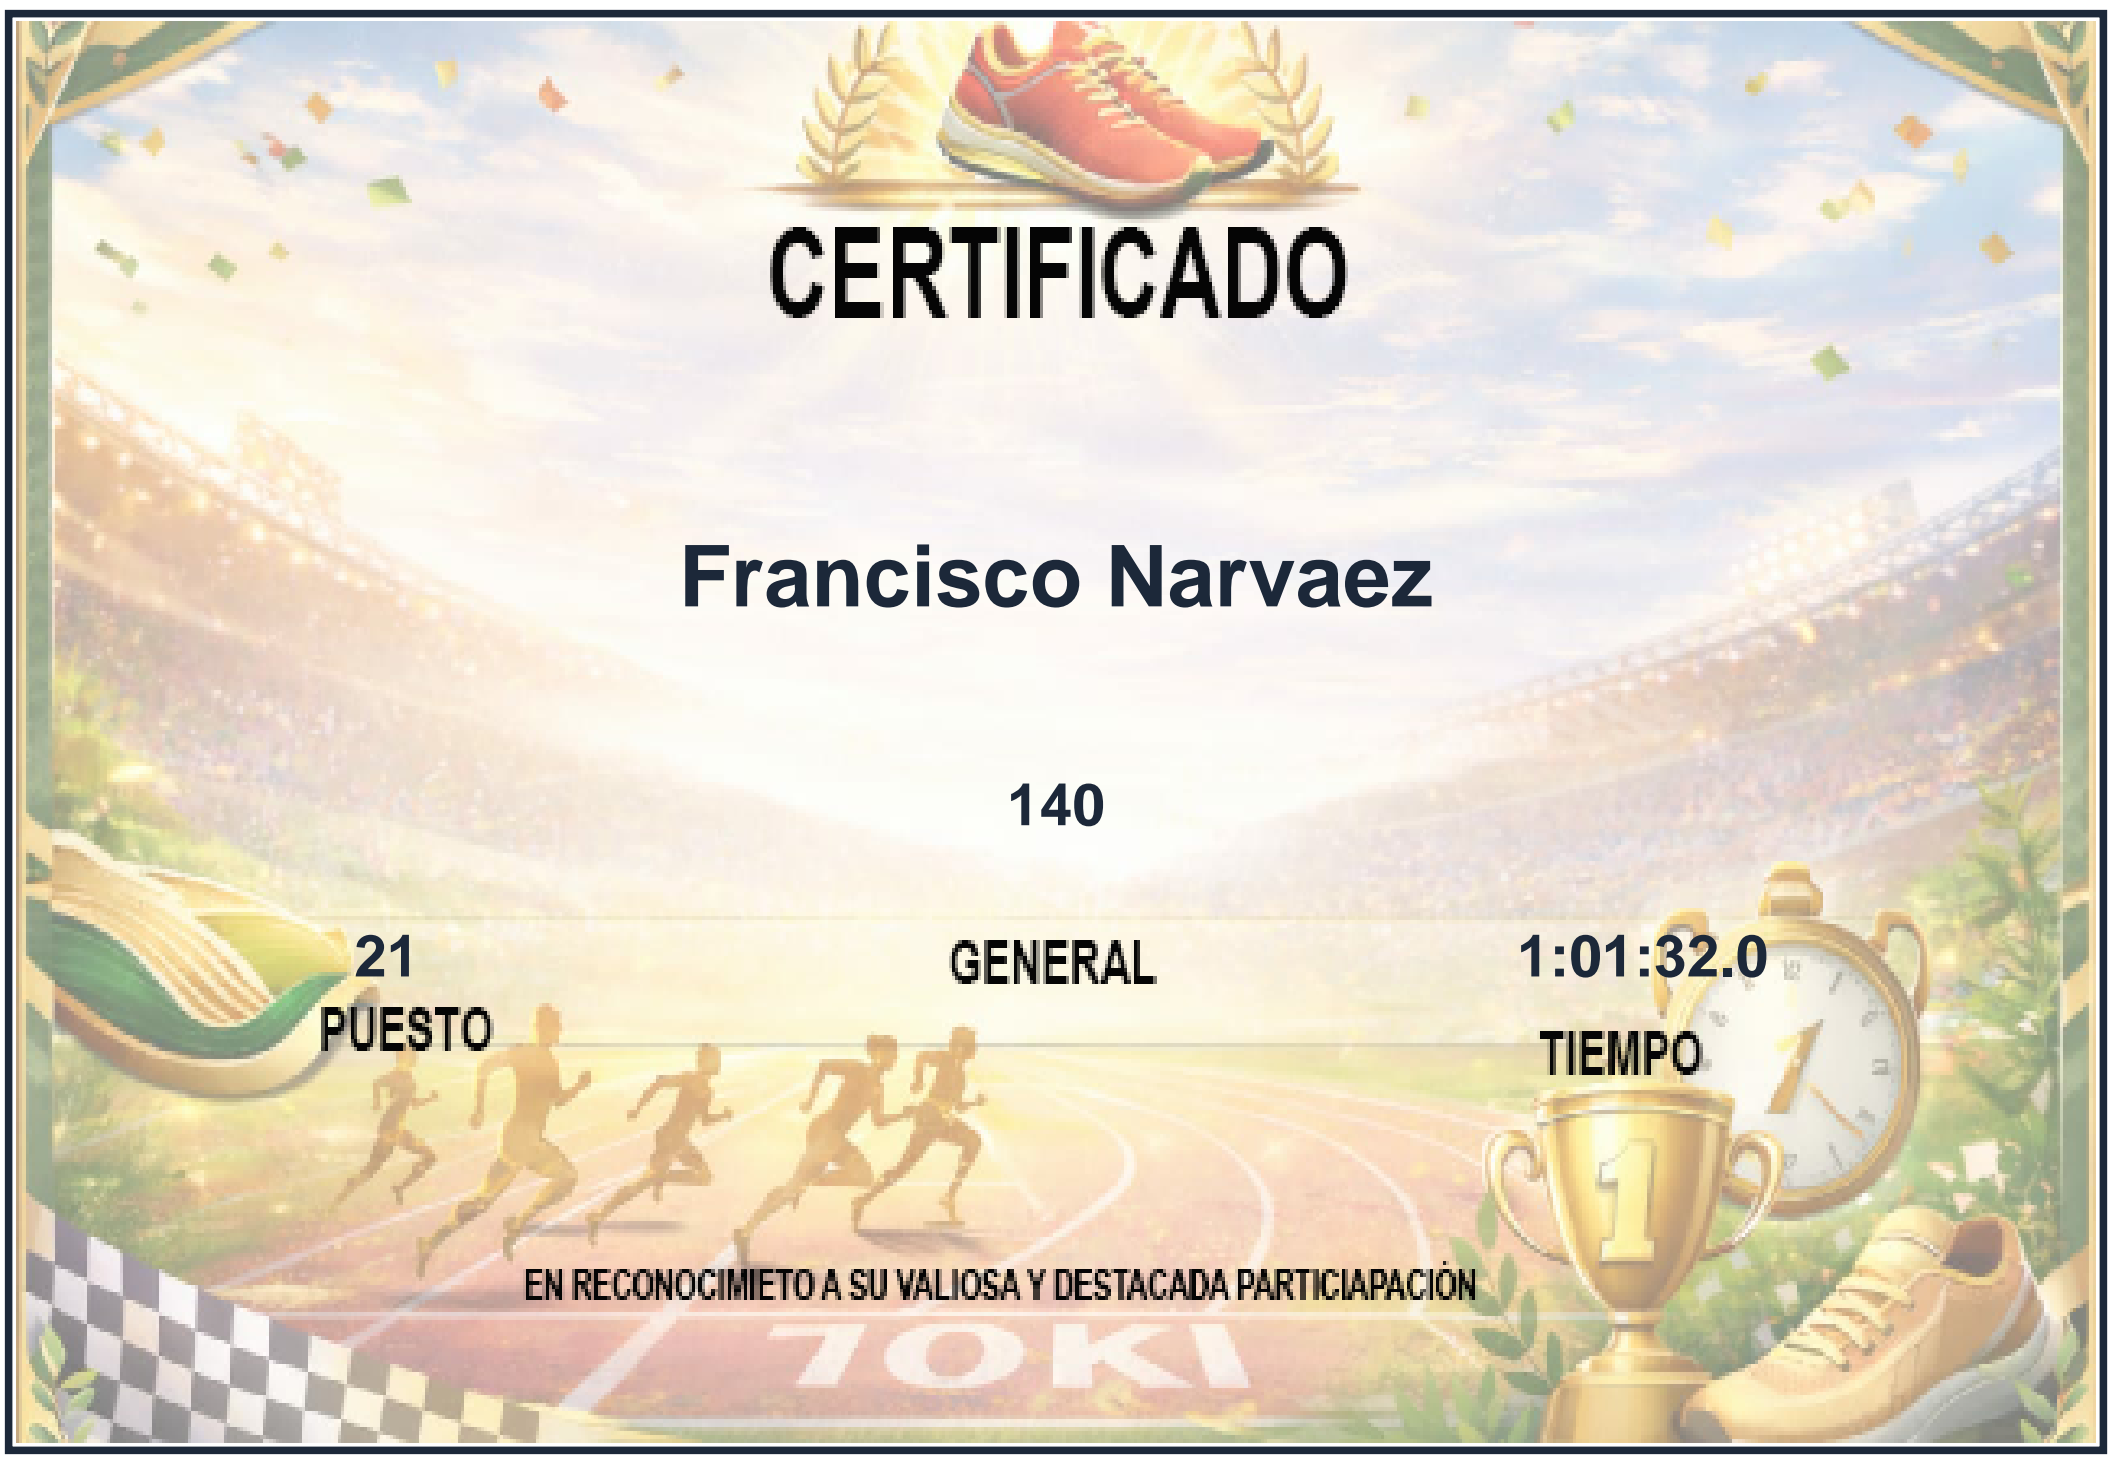 CERTIFICADO
Francisco Narvaez
140
21
GENERAL
1:01:32.0
PUESTO
TIEMPO
1
EN RECONOCIMIETO A SU VALIOSA Y DESTACADA PARTICIAPACIÓN
10KI